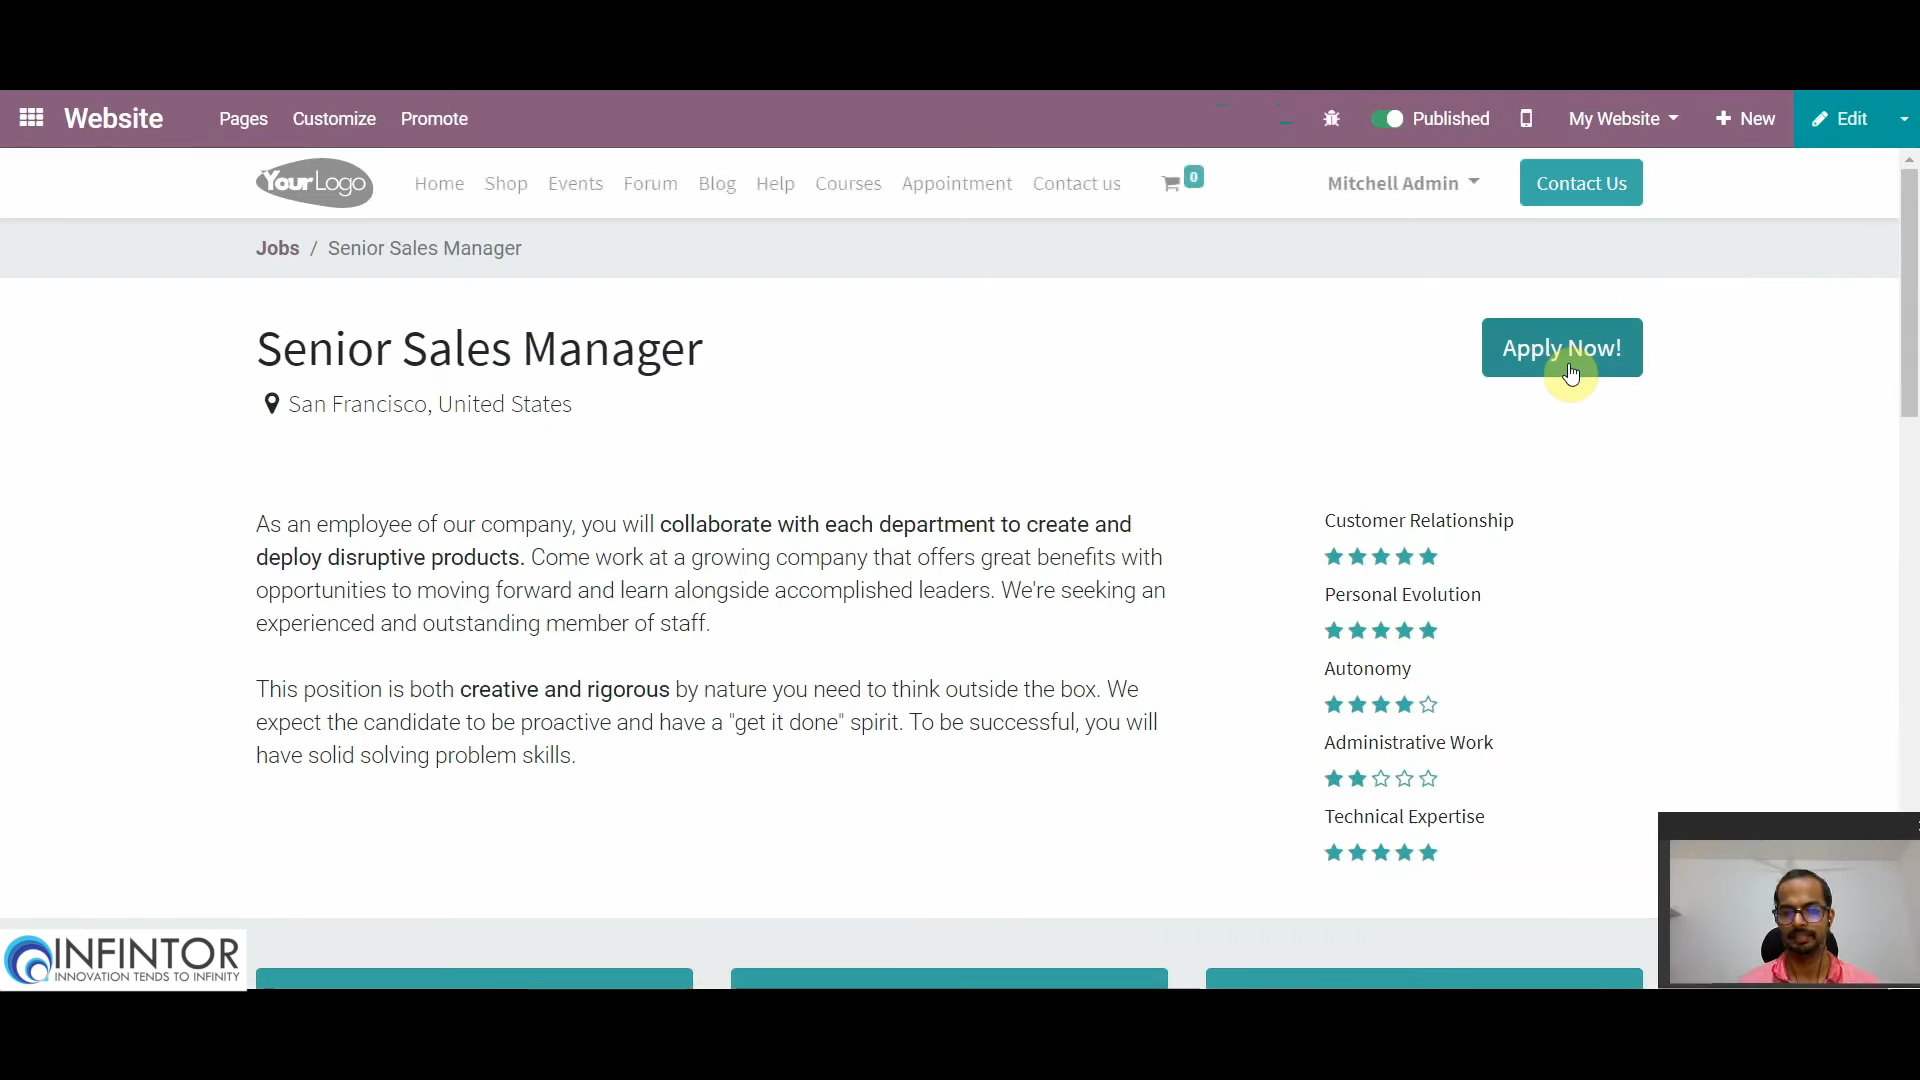 Website
Pages Customize Promote
Published
My Website
New
Edit
YourLogo
Home Shop Events Forum Blog Help Courses Appointment Contact us
0
Mitchell Admin
Contact Us
Jobs / Senior Sales Manager
Senior Sales Manager
Apply Now!
San Francisco, United States
As an employee of our company, you will collaborate with each department to create and
deploy disruptive products. Come work at a growing company that offers great benefits with
opportunities to moving forward and learn alongside accomplished leaders. We're seeking an
experienced and outstanding member of staff.
This position is both creative and rigorous by nature you need to think outside the box. We
expect the candidate to be proactive and have a "get it done" spirit. To be successful, you will
have solid solving problem skills.
Customer Relationship
Personal Evolution
Autonomy
Administrative Work
Technical Expertise
INFINTOR
INNOVATION TENDS TO INFINITY